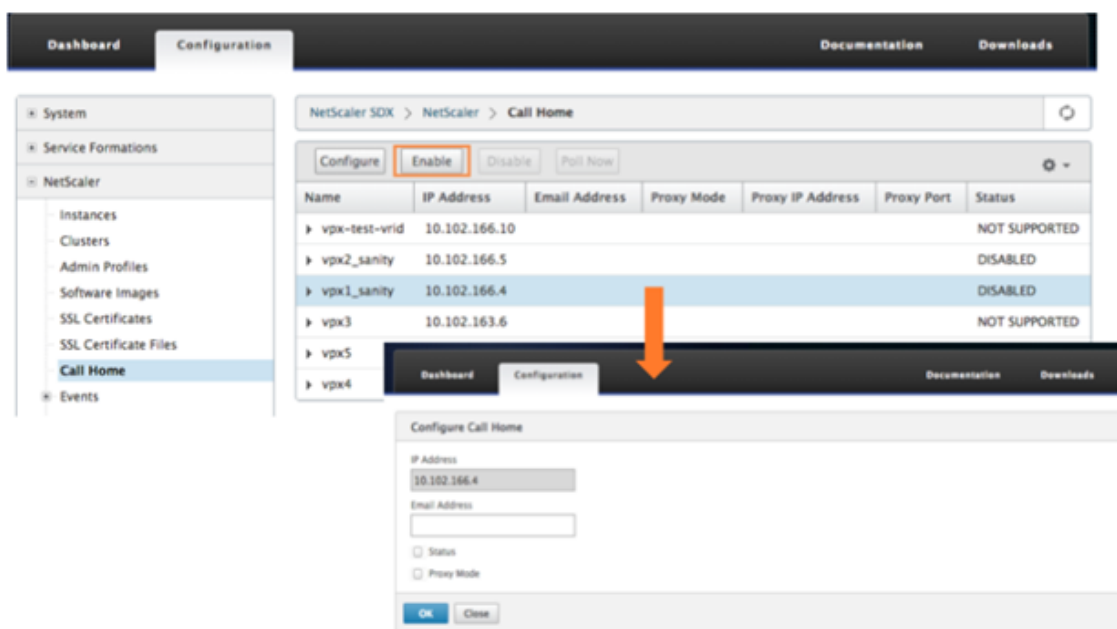 Dashboard Configuration Documentation Downloads
System
Service Formations
NetScaler
Instances
Clusters
Admin Profiles
Software Images
SSL Certificates
SSL Certificate Files
Call Home
Events
NetScaler SDX > NetScaler > Call Home
Configure Enable Disable Poll Now
Name IP Address Email Address Proxy Mode Proxy IP Address Proxy Port Status
vpx-test-vrid 10.102.166.10 NOT SUPPORTED
vpx2_sanity 10.102.166.5 DISABLED
vpx1_sanity 10.102.166.4 DISABLED
vpx3 10.102.163.6 NOT SUPPORTED
vpx5
vpx4
Dashboard Configuration Documentation Downloads
Configure Call Home
IP Address
10.102.166.4
Email Address
Status
Proxy Mode
OK Close